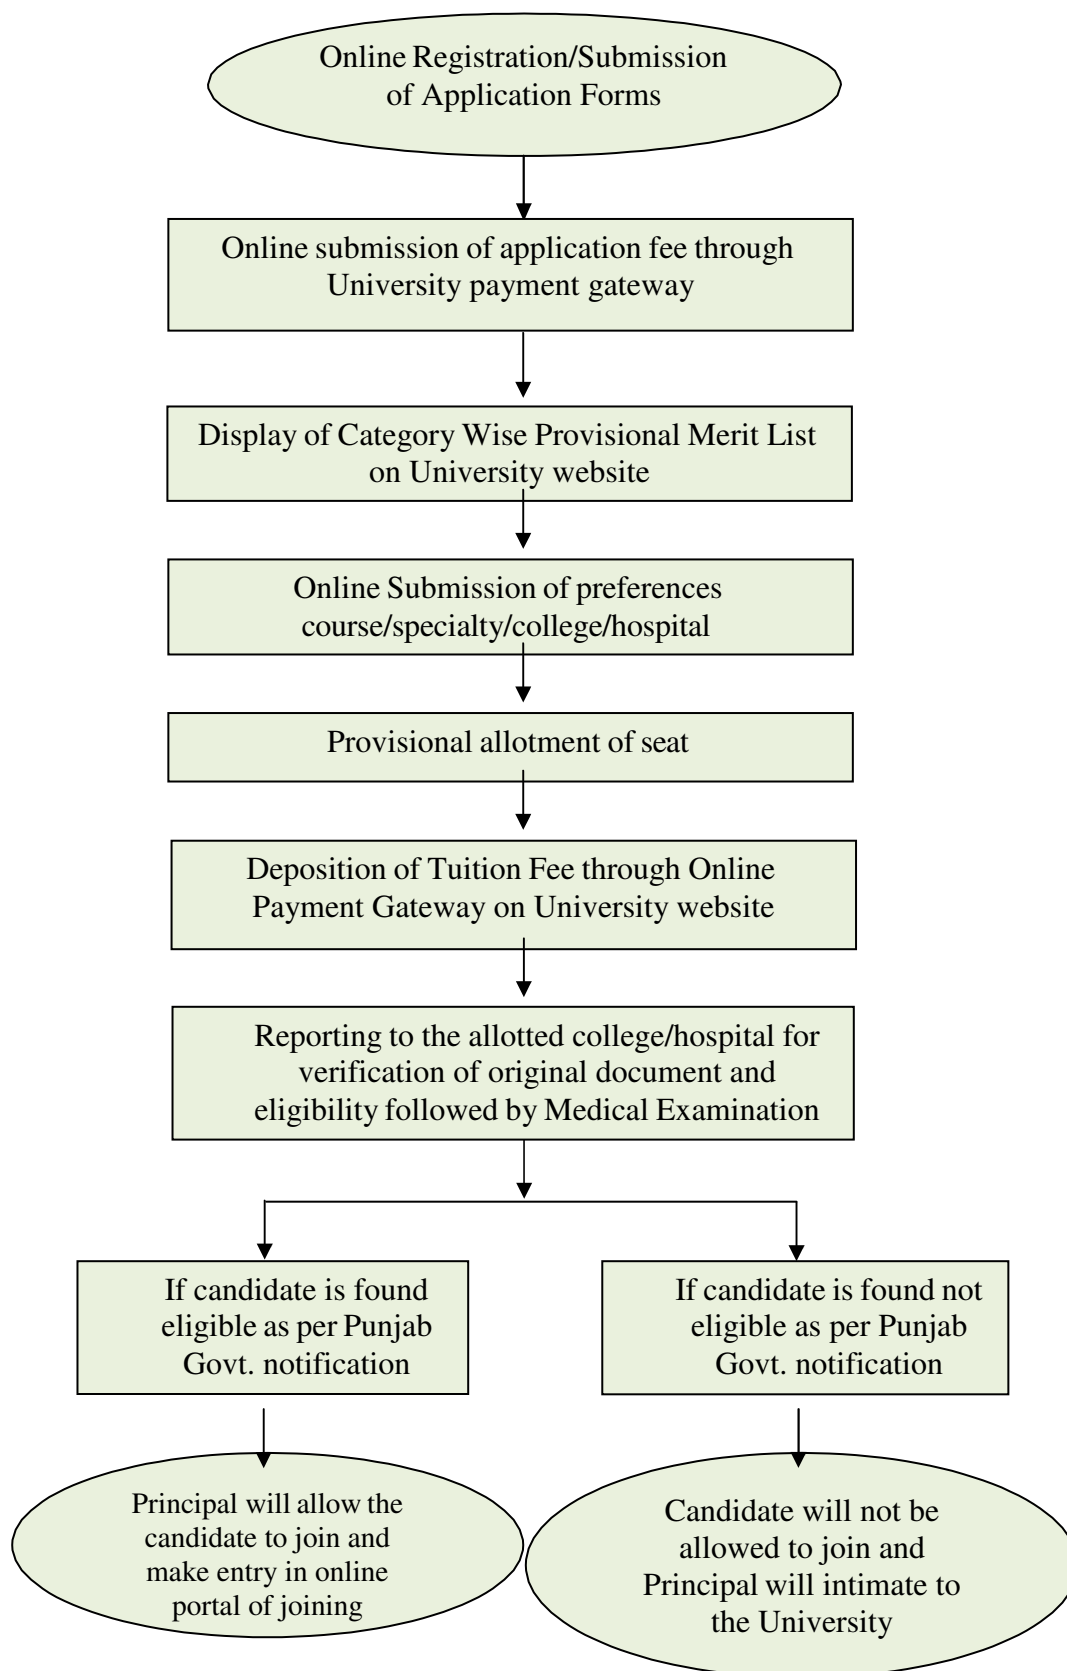 Online Registration/Submission
of Application Forms
Online submission of application fee through
University payment gateway
Display of Category Wise Provisional Merit List
on University website
Online Submission of preferences
course/specialty/college/hospital
Provisional allotment of seat
Deposition of Tuition Fee through Online
Payment Gateway on University website
Reporting to the allotted college/hospital for
verification of original document and
eligibility followed by Medical Examination
If candidate is found
eligible as per Punjab
Govt. notification
If candidate is found not
eligible as per Punjab
Govt. notification
Principal will allow the
candidate to join and
make entry in online
portal of joining
Candidate will not be
allowed to join and
Principal will intimate to
the University